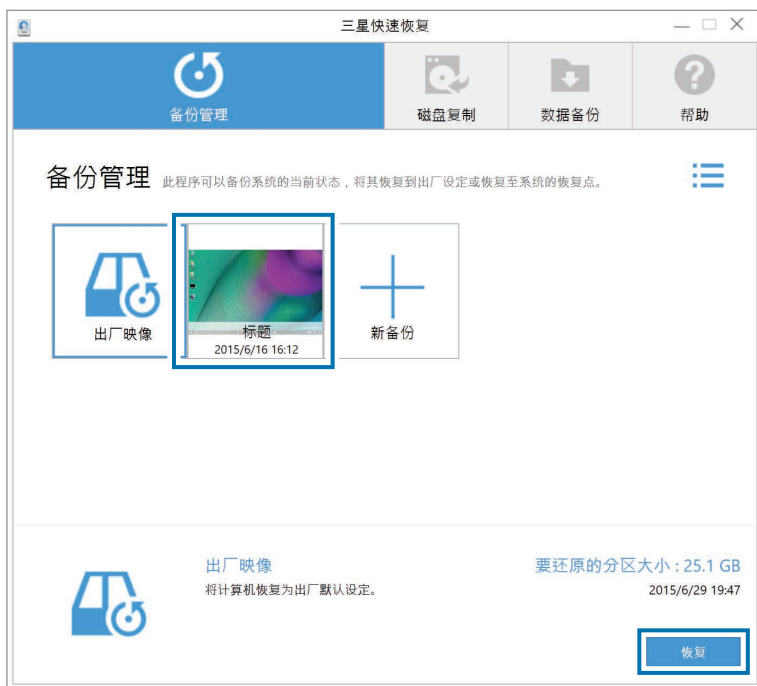 三星快速恢复
备份管理
磁盘复制
数据备份
帮助
备份管理 此程序可以备份系统的当前状态，将其恢复到出厂设定或恢复至系统的恢复点。
出厂映像
标题
2015/6/16 16:12
新备份
出厂映像
将计算机恢复为出厂默认设定。
要还原的分区大小 : 25.1 GB
2015/6/29 19:47
恢复